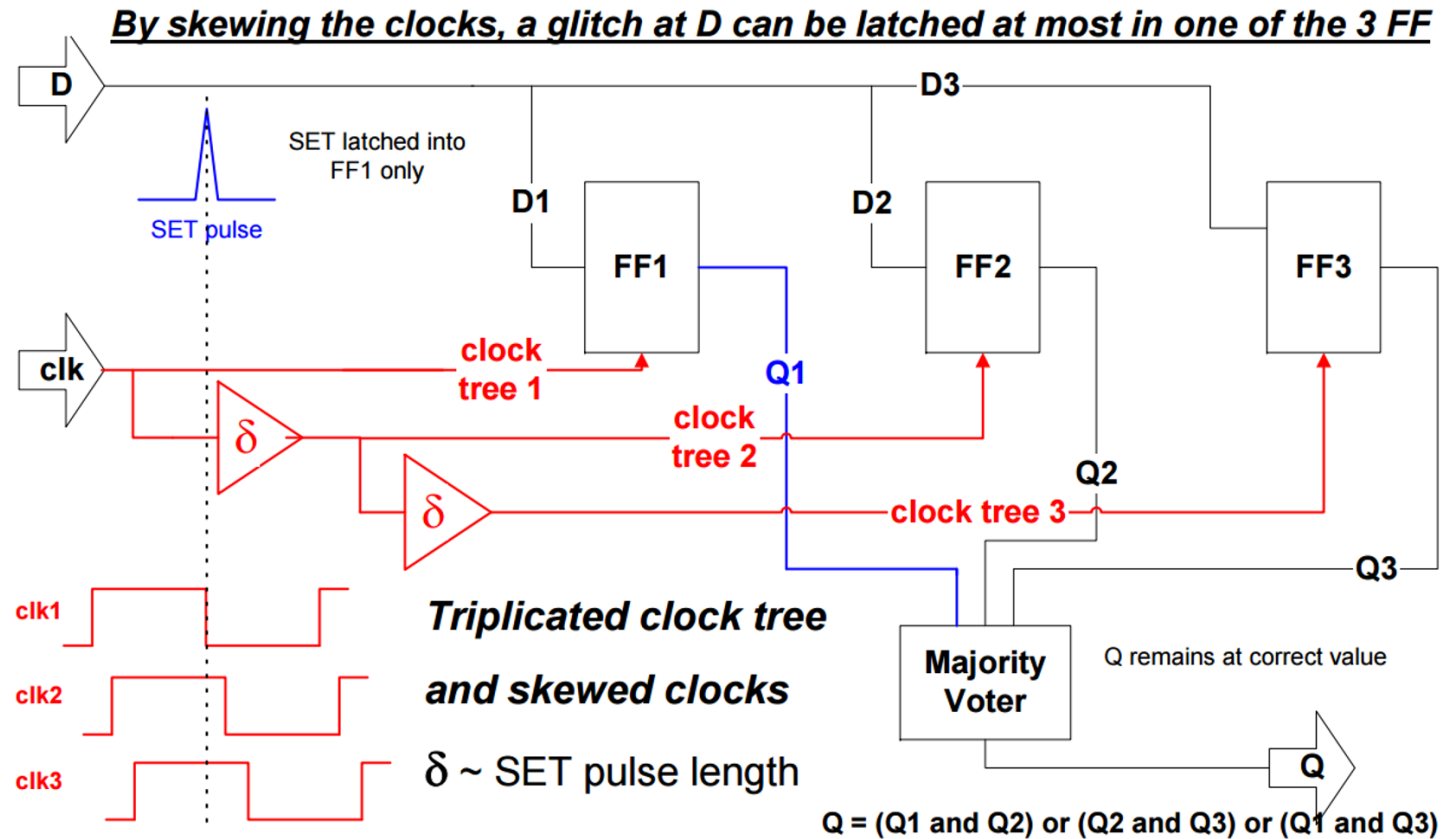 By skewing the clocks, a glitch at D can be latched at most in one of the 3 FF
D
D3
SET latched into
FF1 only
SET pulse
D1
D2
FF1
FF2
FF3
clk
clock
tree 1
Q1
δ
clock
tree 2
Q2
δ
clock tree 3
Q3
clk1
Triplicated clock tree
clk2
and skewed clocks
clk3
δ ~ SET pulse length
Majority
Voter
Q remains at correct value
Q
Q = (Q1 and Q2) or (Q2 and Q3) or (Q1 and Q3)